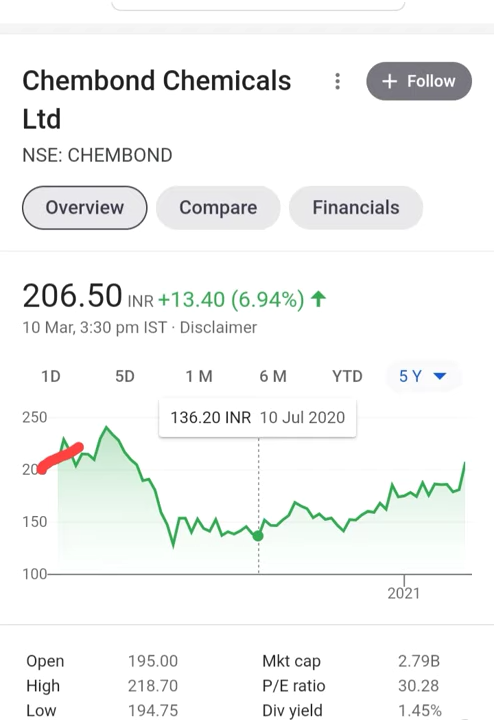 Chembond Chemicals
Ltd
+ Follow
NSE: CHEMBOND
Overview Compare Financials
206.50 INR +13.40 (6.94%)
10 Mar, 3:30 pm IST · Disclaimer
1D 5D 1 M 6 M YTD 5 Y
136.20 INR 10 Jul 2020
250
200
150
100
2021
Open 195.00 Mkt cap 2.79B
High 218.70 P/E ratio 30.28
Low 194.75 Div yield 1.45%